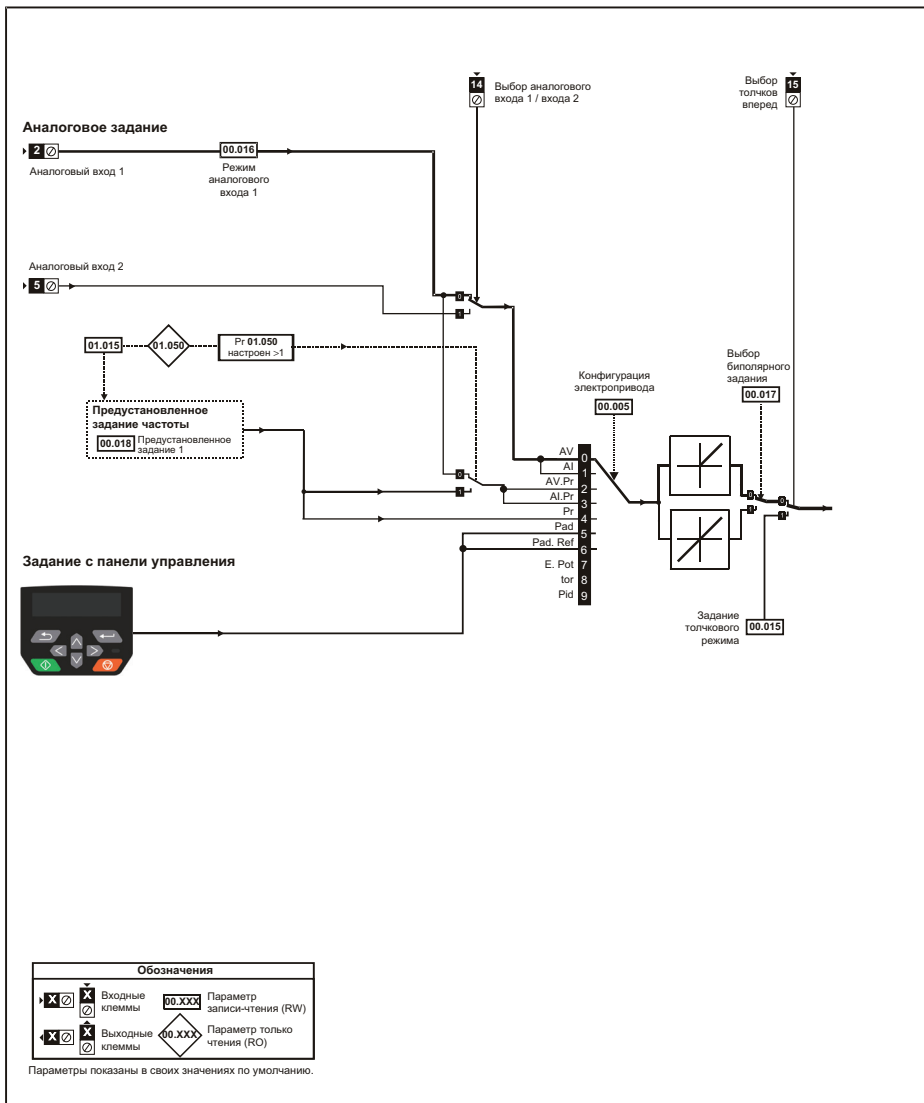 14
Выбор аналогового
входа 1 / входа 2
Выбор
толчков
вперед
15
Аналоговое задание
2
00.016
Аналоговый вход 1
Режим
аналогового
входа 1
Аналоговый вход 2
5
0
1
01.015
01.050
Pr 01.050
настроен >1
Предустановленное
задание частоты
00.018
Предустановленное
задание 1
0
1
Конфигурация
электропривода
00.005
Выбор
биполярного
задания
00.017
AV 0
AI 1
AV.Pr 2
AI.Pr 3
Pr 4
Pad 5
Pad. Ref 6
E. Pot 7
tor 8
Pid 9
0
1
0
1
Задание с панели управления
Задание
толчкового
режима
00.015
Обозначения
X
X
Входные
клеммы
00.XXX
Параметр
записи-чтения (RW)
X
X
Выходные
клеммы
00.XXX
Параметр только
чтения (RO)
Параметры показаны в своих значениях по умолчанию.